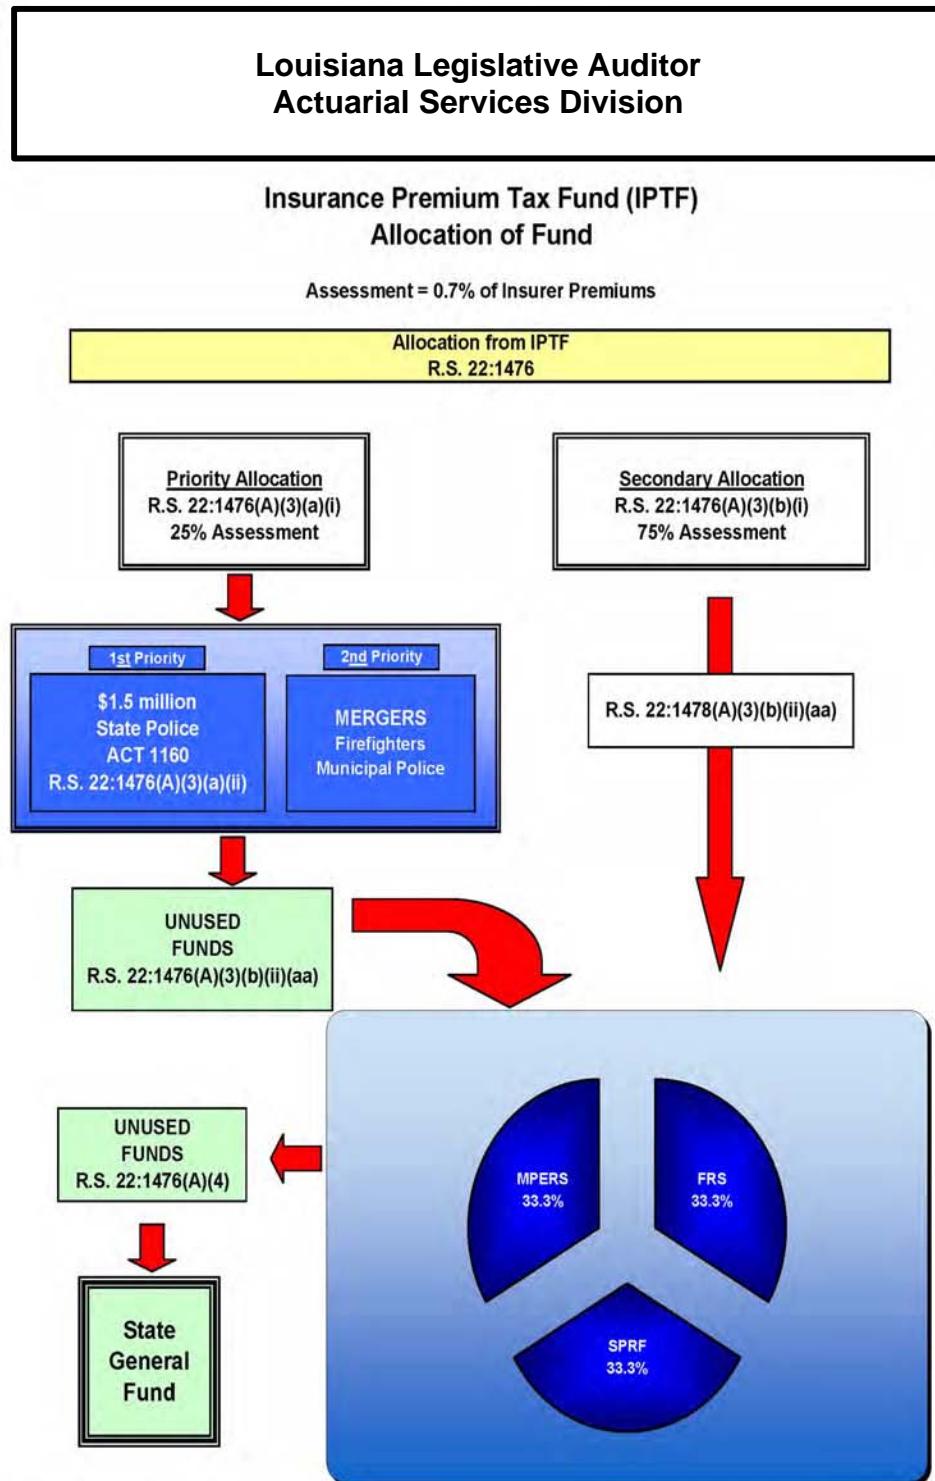 Louisiana Legislative Auditor
Actuarial Services Division
Insurance Premium Tax Fund (IPTF)
Allocation of Fund
Assessment = 0.7% of Insurer Premiums
Allocation from IPTF
R.S. 22:1476
Priority Allocation
R.S. 22:1476(A)(3)(a)(i)
25% Assessment
Secondary Allocation
R.S. 22:1476(A)(3)(b)(i)
75% Assessment
1st Priority
$1.5 million
State Police
ACT 1160
R.S. 22:1476(A)(3)(a)(ii)
2nd Priority
MERGERS
Firefighters
Municipal Police
R.S. 22:1478(A)(3)(b)(ii)(aa)
UNUSED
FUNDS
R.S. 22:1476(A)(3)(b)(ii)(aa)
MPERS
33.3%
FRS
33.3%
SPRF
33.3%
UNUSED
FUNDS
R.S. 22:1476(A)(4)
State
General
Fund